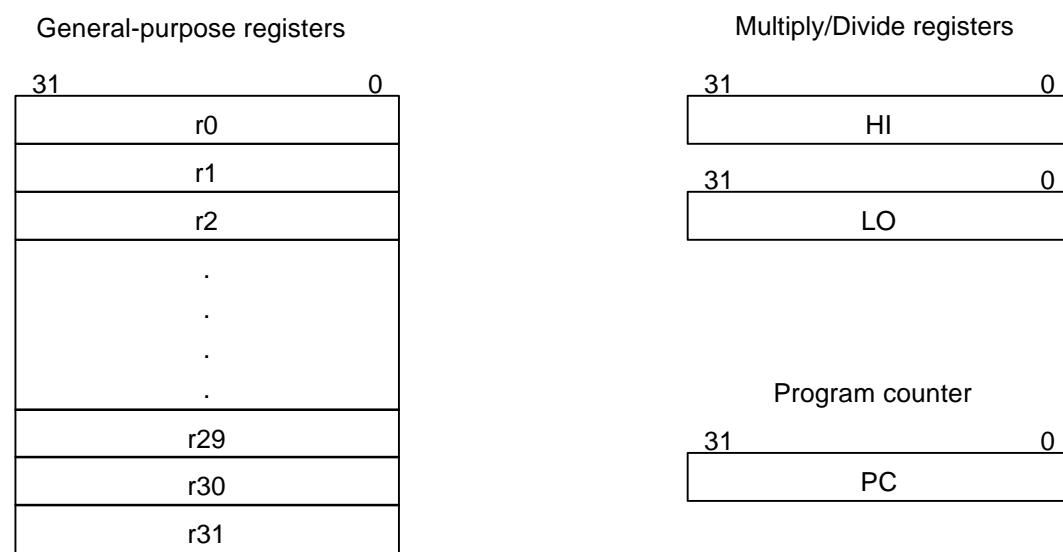 General-purpose registers
31 0
r0
r1
r2
.
.
.
.
r29
r30
r31
Multiply/Divide registers
31 0
HI
31 0
LO
Program counter
31 0
PC